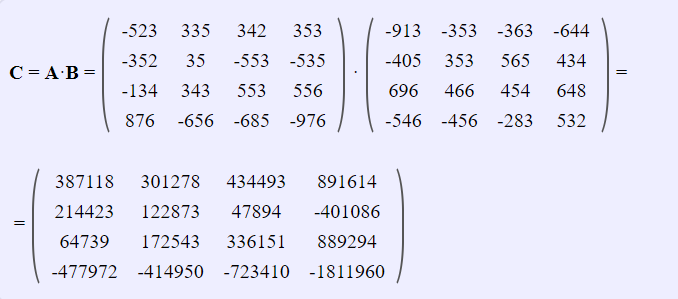 -523 335 342 353 -913 -353 -363 -644
-352 35 -553 -535 -405 353 565 434
C = A·B = · =
-134 343 553 556 696 466 454 648
876 -656 -685 -976 -546 -456 -283 532
387118 301278 434493 891614
214423 122873 47894 -401086
=
64739 172543 336151 889294
-477972 -414950 -723410 -1811960